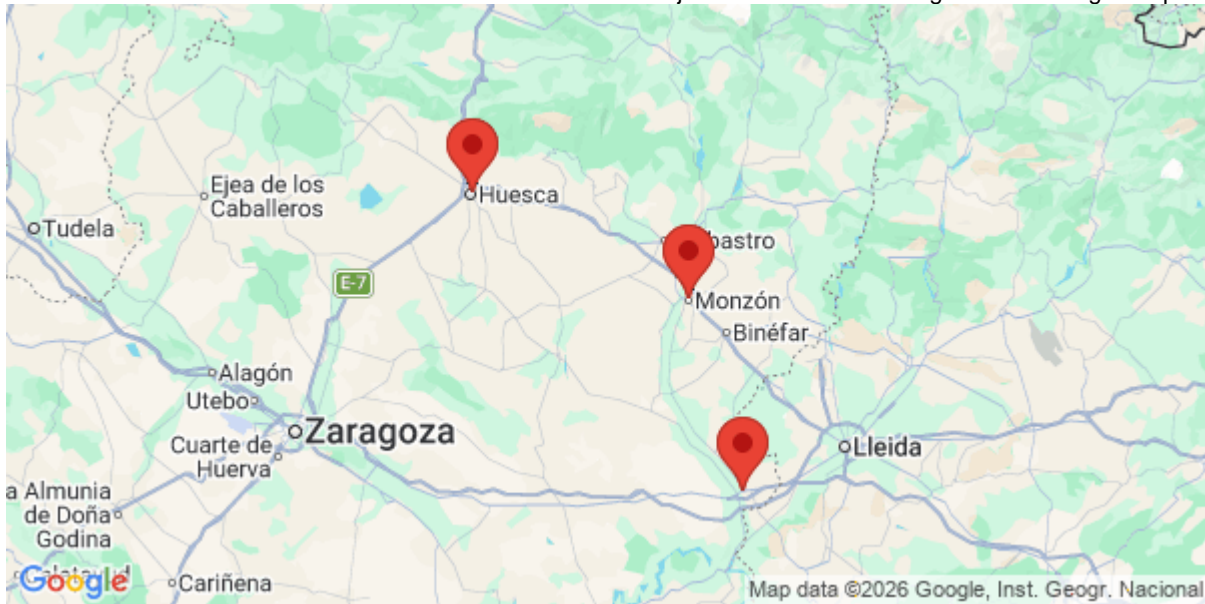 Huesca
Ejea de los
Caballeros
Tudela
bastro
E-7
Monzón
Binéfar
Alagón
Utebo
Zaragoza
Cuarte de
Huerva
Lleida
a Almunia
de Doña
Godina
Google
Cariñena
Map data ©2026 Google, Inst. Geogr. Nacional